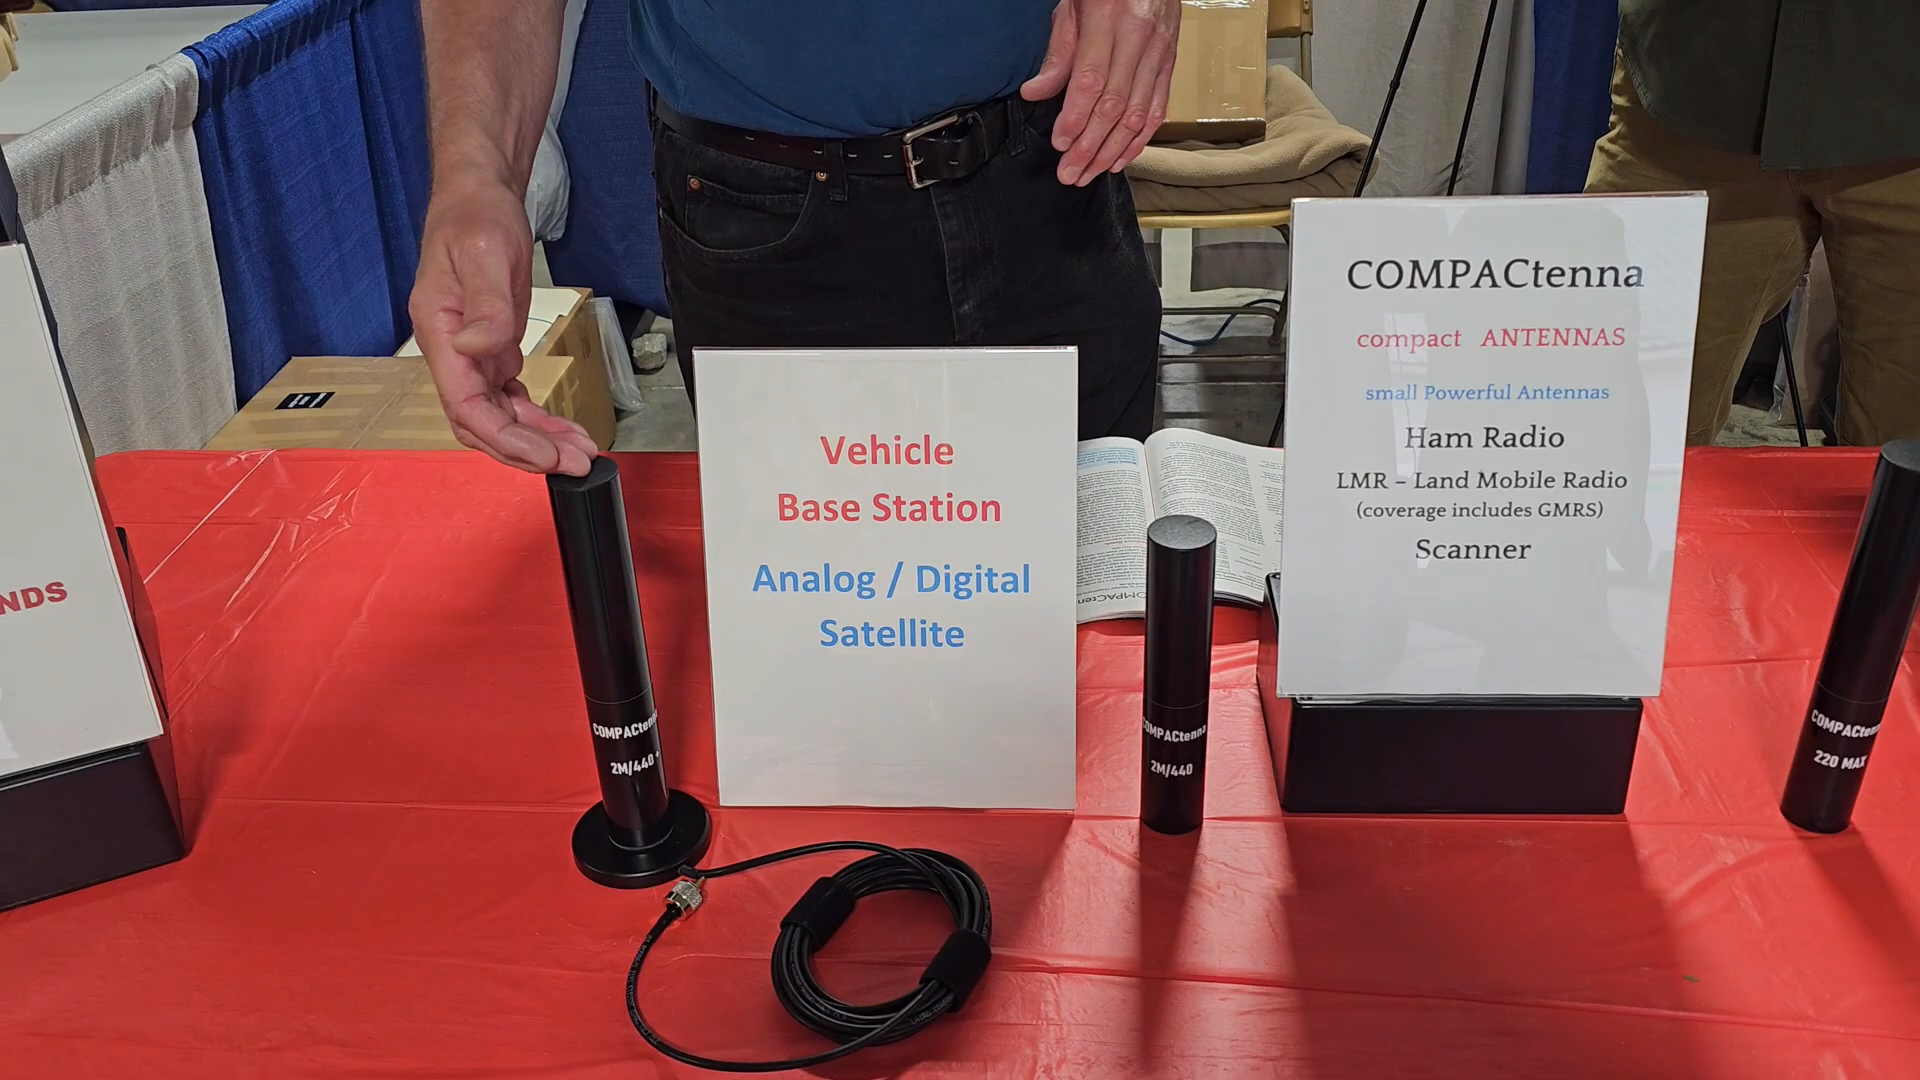 NDS
Vehicle
Base Station
Analog / Digital
Satellite
COMPACtenna
compact ANTENNAS
small Powerful Antennas
Ham Radio
LMR – Land Mobile Radio
(coverage includes GMRS)
Scanner
COMPACtenna
2M/440 +
COMPACtenna
2M/440
COMPACten
220 MAX